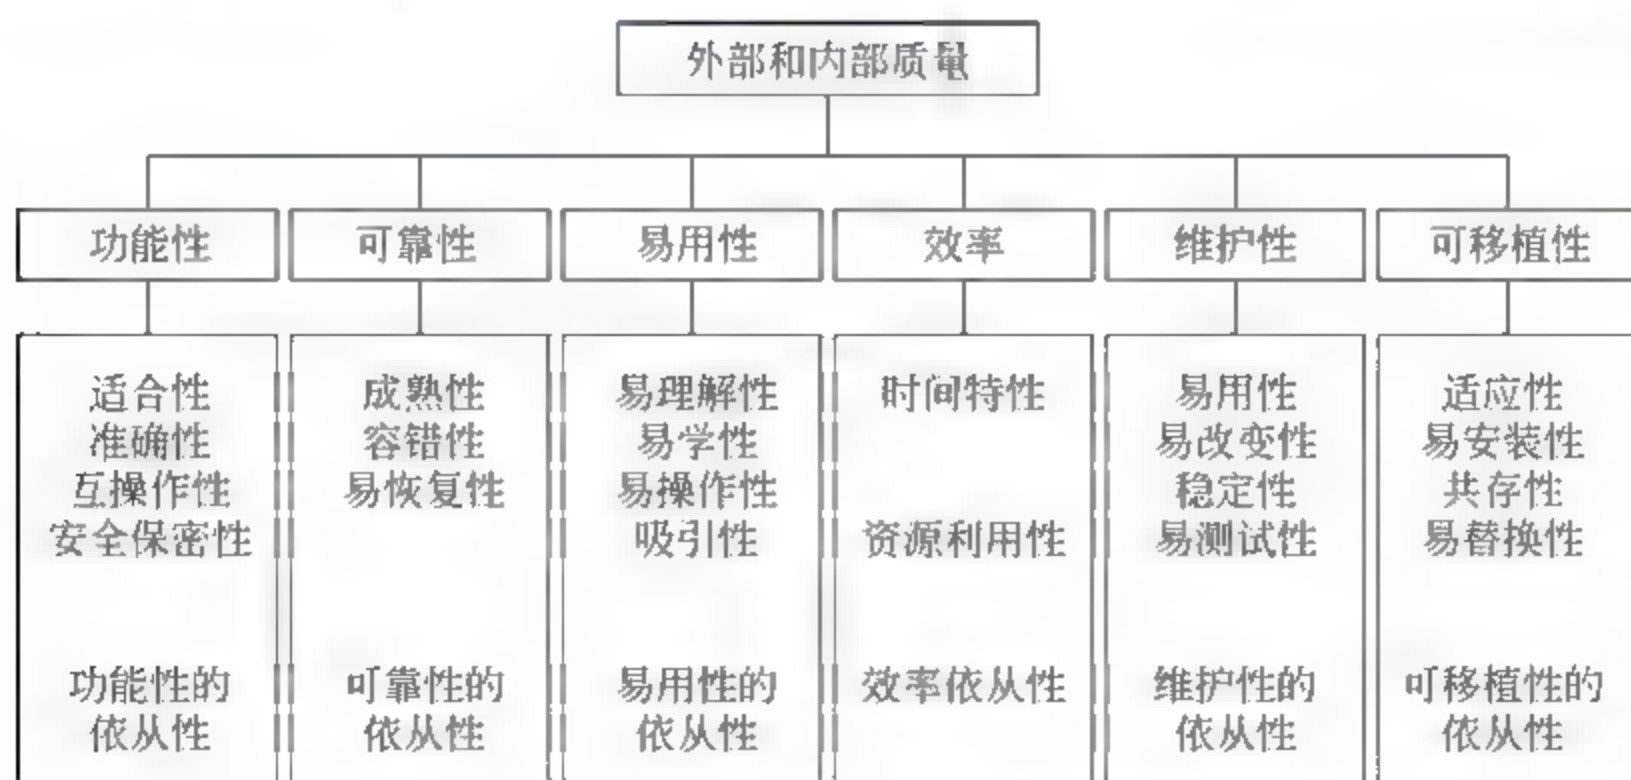 外部和内部质量
功能性
可靠性
易用性
效率
维护性
可移植性
适合性
准确性
互操作性
安全保密性
功能性的
依从性
成熟性
容错性
易恢复性
可靠性的
依从性
易理解性
易学性
易操作性
吸引性
易用性的
依从性
时间特性
资源利用性
效率依从性
易用性
易改变性
稳定性
易测试性
维护性的
依从性
适应性
易安装性
共存性
易替换性
可移植性的
依从性